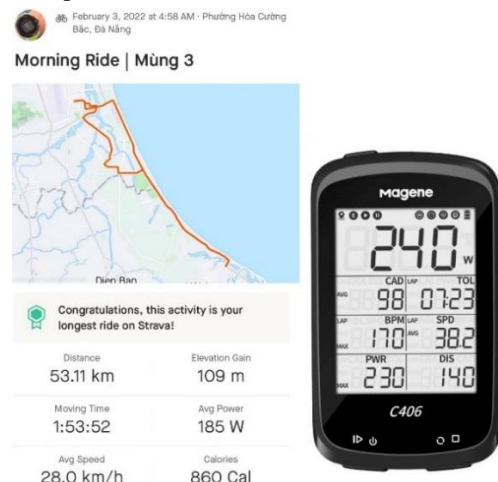 February 3, 2022 at 4:58 AM · Phường Hòa Cường
Bắc, Đà Nẵng
Morning Ride | Mùng 3
Dien Ban
Congratulations, this activity is your
longest ride on Strava!
Distance
Elevation Gain
53.11 km
109 m
Moving Time
Avg Power
1:53:52
185 W
Avg Speed
Calories
28.0 km/h
860 Cal
Magene
240 W
CAD LAP TOL
AVG 98 07:23
LAP BPM LAP SPD
MAX 170 38.2
PWR DIS
MAX 230 140
C406